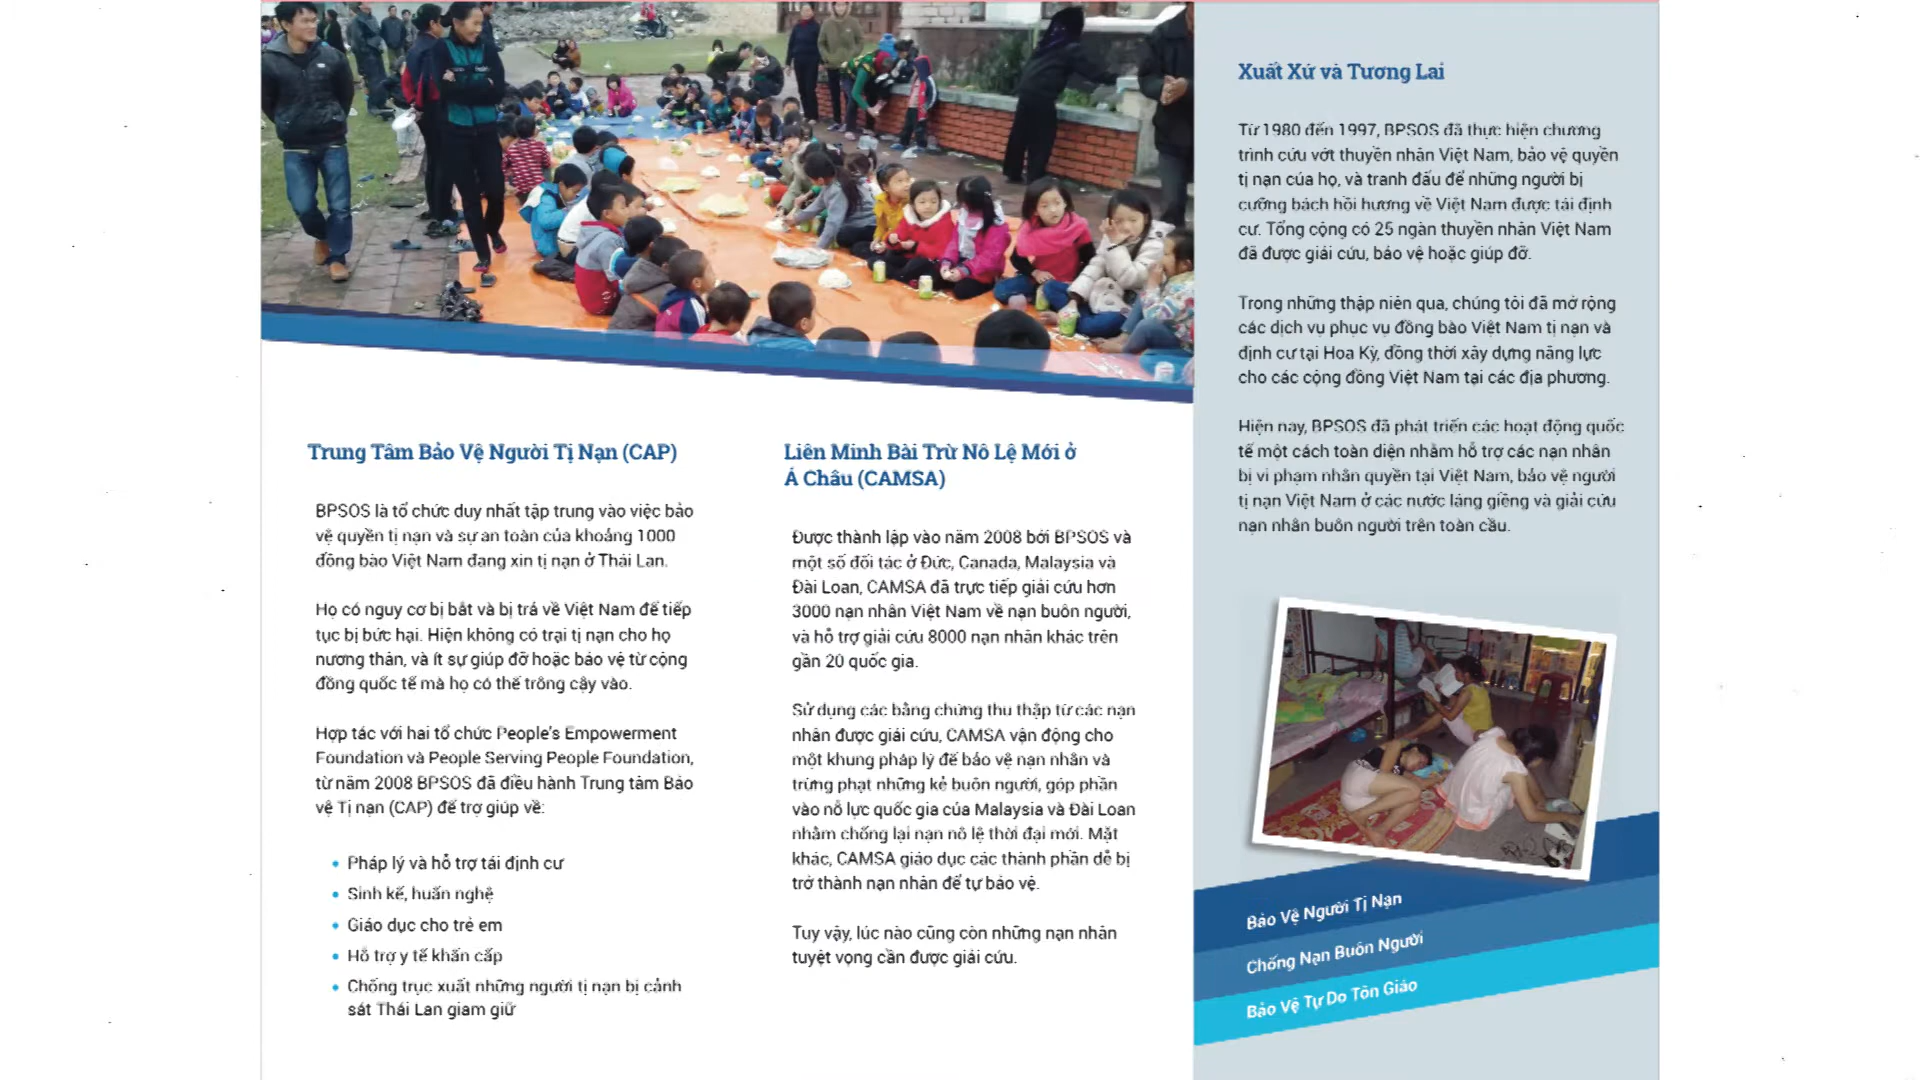 Trung Tâm Bảo Vệ Người Tị Nạn (CAP)
BPSOS là tổ chức duy nhất tập trung vào việc bảo
vệ quyền tị nạn và sự an toàn của khoảng 1000
đồng bào Việt Nam đang xin tị nạn ở Thái Lan.
Họ có nguy cơ bị bắt và bị trả về Việt Nam để tiếp
tục bị bức hại. Hiện không có trại tị nạn cho họ
nương thân, và ít sự giúp đỡ hoặc bảo vệ từ cộng
đồng quốc tế mà họ có thể trông cậy vào.
Hợp tác với hai tổ chức People's Empowerment
Foundation và People Serving People Foundation,
từ năm 2008 BPSOS đã điều hành Trung tâm Bảo
vệ Tị nạn (CAP) để trợ giúp về:
• Pháp lý và hỗ trợ tái định cư
• Sinh kế, huấn nghệ
• Giáo dục cho trẻ em
• Hỗ trợ y tế khẩn cấp
• Chống trục xuất những người tị nạn bị cảnh
sát Thái Lan giam giữ
Liên Minh Bài Trừ Nô Lệ Mới ở
Á Châu (CAMSA)
Được thành lập vào năm 2008 bởi BPSOS và
một số đối tác ở Đức, Canada, Malaysia và
Đài Loan, CAMSA đã trực tiếp giải cứu hơn
3000 nạn nhân Việt Nam về nạn buôn người,
và hỗ trợ giải cứu 8000 nạn nhân khác trên
gần 20 quốc gia.
Sử dụng các bằng chứng thu thập từ các nạn
nhân được giải cứu, CAMSA vận động cho
một khung pháp lý để bảo vệ nạn nhân và
trừng phạt những kẻ buôn người, góp phần
vào nỗ lực quốc gia của Malaysia và Đài Loan
nhằm chống lại nạn nô lệ thời đại mới. Mặt
khác, CAMSA giáo dục các thành phần dễ bị
trở thành nạn nhân để tự bảo vệ.
Tuy vậy, lúc nào cũng còn những nạn nhân
tuyệt vọng cần được giải cứu.
Xuất Xứ và Tương Lai
Từ 1980 đến 1997, BPSOS đã thực hiện chương
trình cứu vớt thuyền nhân Việt Nam, bảo vệ quyền
tị nạn của họ, và tranh đấu để những người bị
cưỡng bách hồi hương về Việt Nam được tái định
cư. Tổng cộng có 25 ngàn thuyền nhân Việt Nam
đã được giải cứu, bảo vệ hoặc giúp đỡ.
Trong những thập niên qua, chúng tôi đã mở rộng
các dịch vụ phục vụ đồng bào Việt Nam tị nạn và
định cư tại Hoa Kỳ, đồng thời xây dựng năng lực
cho các cộng đồng Việt Nam tại các địa phương.
Hiện nay, BPSOS đã phát triển các hoạt động quốc
tế một cách toàn diện nhằm hỗ trợ các nạn nhân
bị vi phạm nhân quyền tại Việt Nam, bảo vệ người
tị nạn Việt Nam ở các nước láng giềng và giải cứu
nạn nhân buôn người trên toàn cầu.
Bảo Vệ Người Tị Nạn
Chống Nạn Buôn Người
Bảo Vệ Tự Do Tôn Giáo